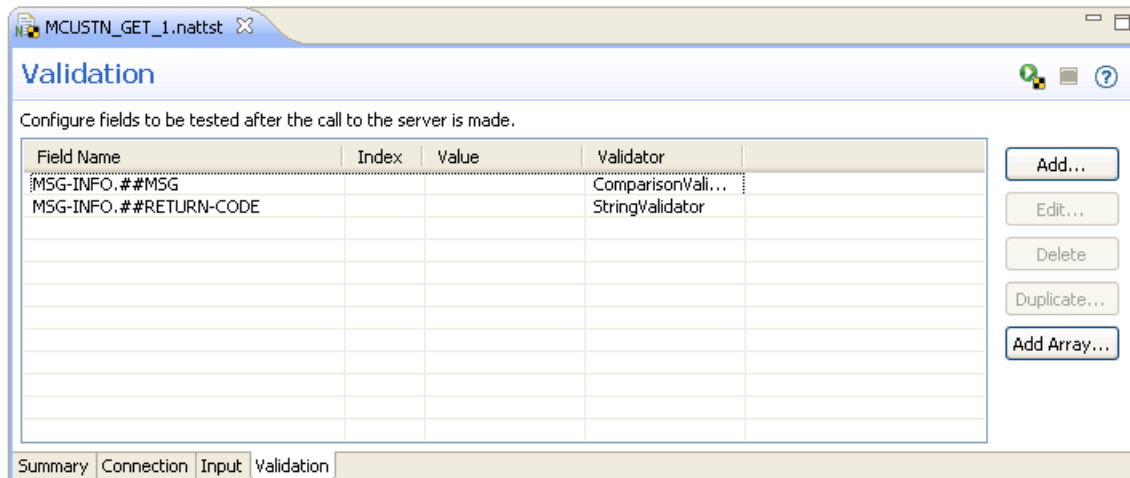 MCUSTN_GET_1.nattst
Validation
Configure fields to be tested after the call to the server is made.
Field Name Index Value Validator
MSG-INFO.##MSG ComparisonVali...
MSG-INFO.##RETURN-CODE StringValidator
Add...
Edit...
Delete
Duplicate...
Add Array...
Summary Connection Input Validation